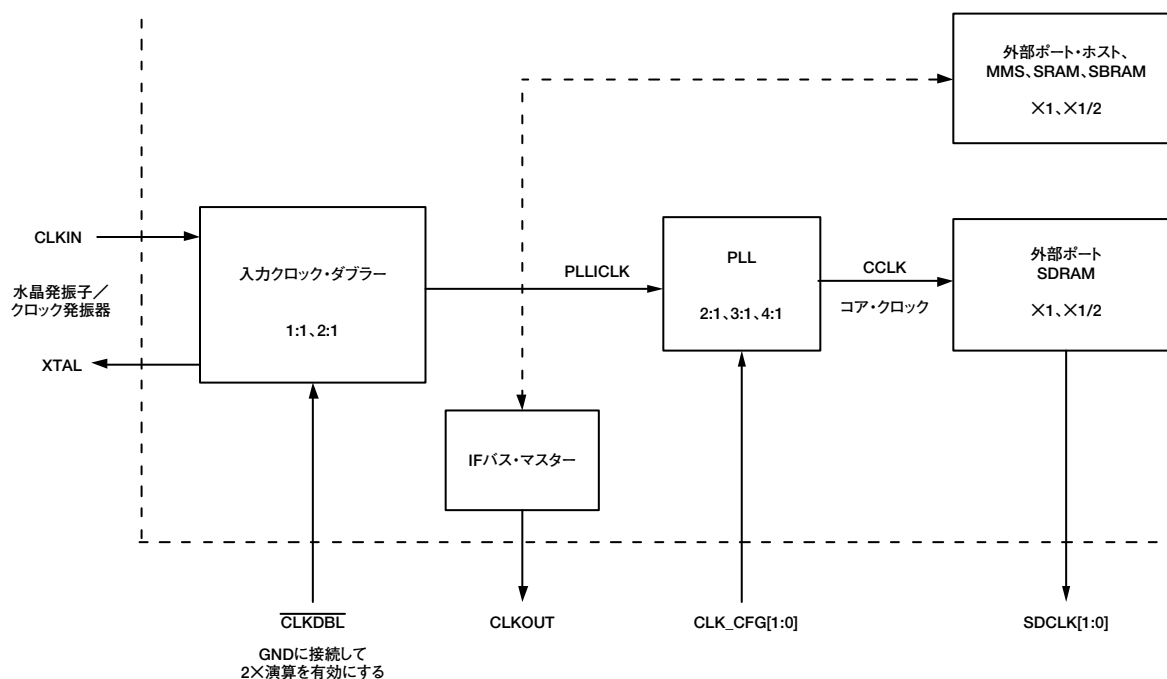 外部ポート・ホスト、
MMS、SRAM、SBRAM
×1、×1/2
CLKIN
水晶発振子／
クロック発振器
XTAL
入力クロック・ダブラー
1:1、2:1
PLLICLK
PLL
2:1、3:1、4:1
CCLK
コア・クロック
外部ポート
SDRAM
×1、×1/2
IFバス・マスター
CLKDBL
GNDに接続して
2×演算を有効にする
CLKOUT
CLK_CFG[1:0]
SDCLK[1:0]